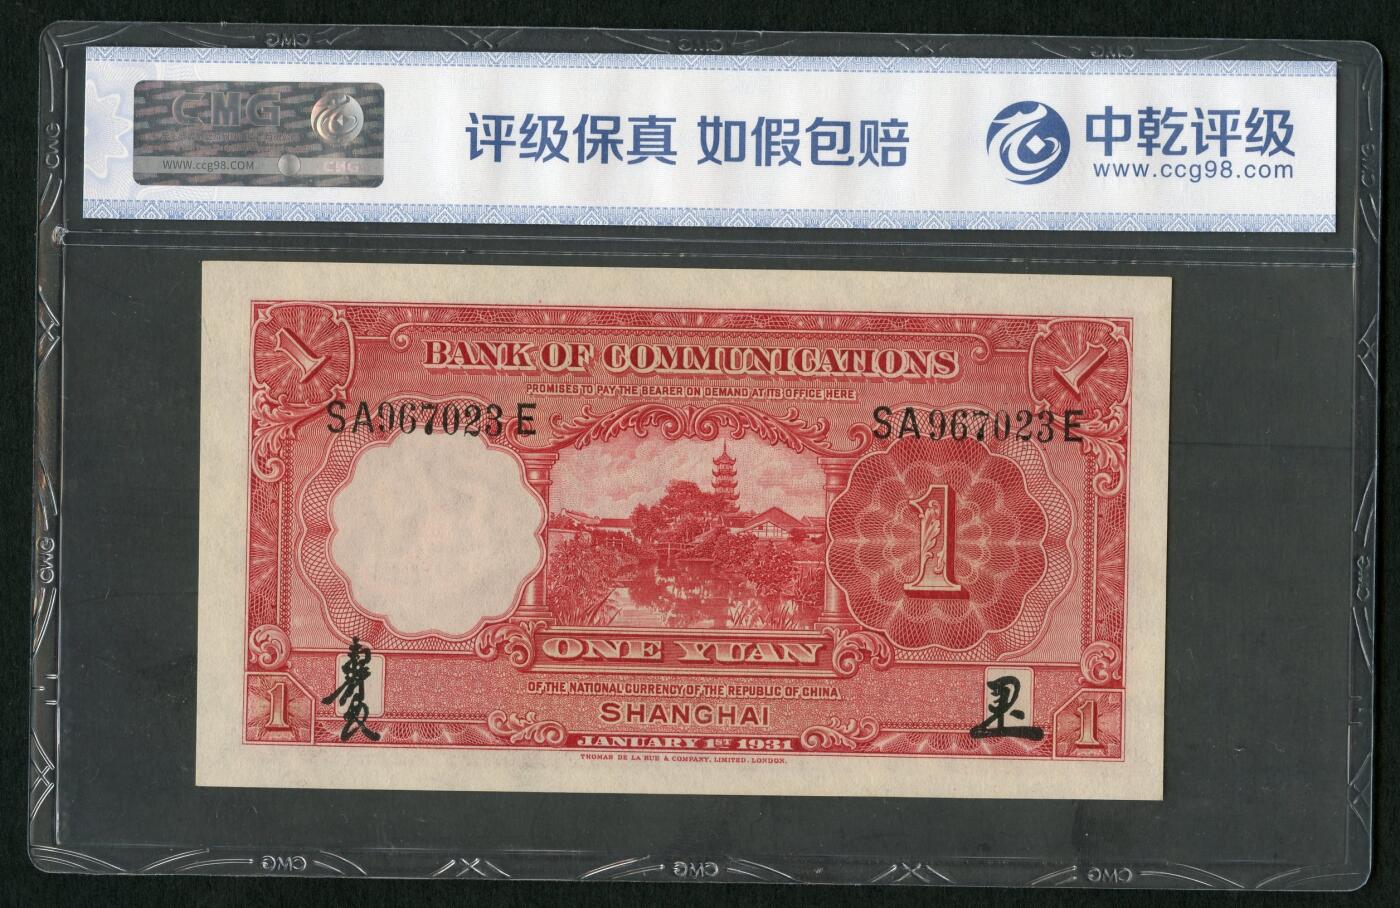 CMG
WWW.ccg98.COM
CMG
评级保真 如假包赔
中乾评级
www.ccg98.com
1
1
BANK OF COMMUNICATIONS
PROMISES TO PAY THE BEARER ON DEMAND AT ITS OFFICE HERE
SA967023E
SA967023E
1
ONE YUAN
OF THE NATIONAL CURRENCY OF THE REPUBLIC OF CHINA
SHANGHAI
1
1
JANUARY 1ST 1931
THOMAS DE LA RUE & COMPANY, LIMITED. LONDON.